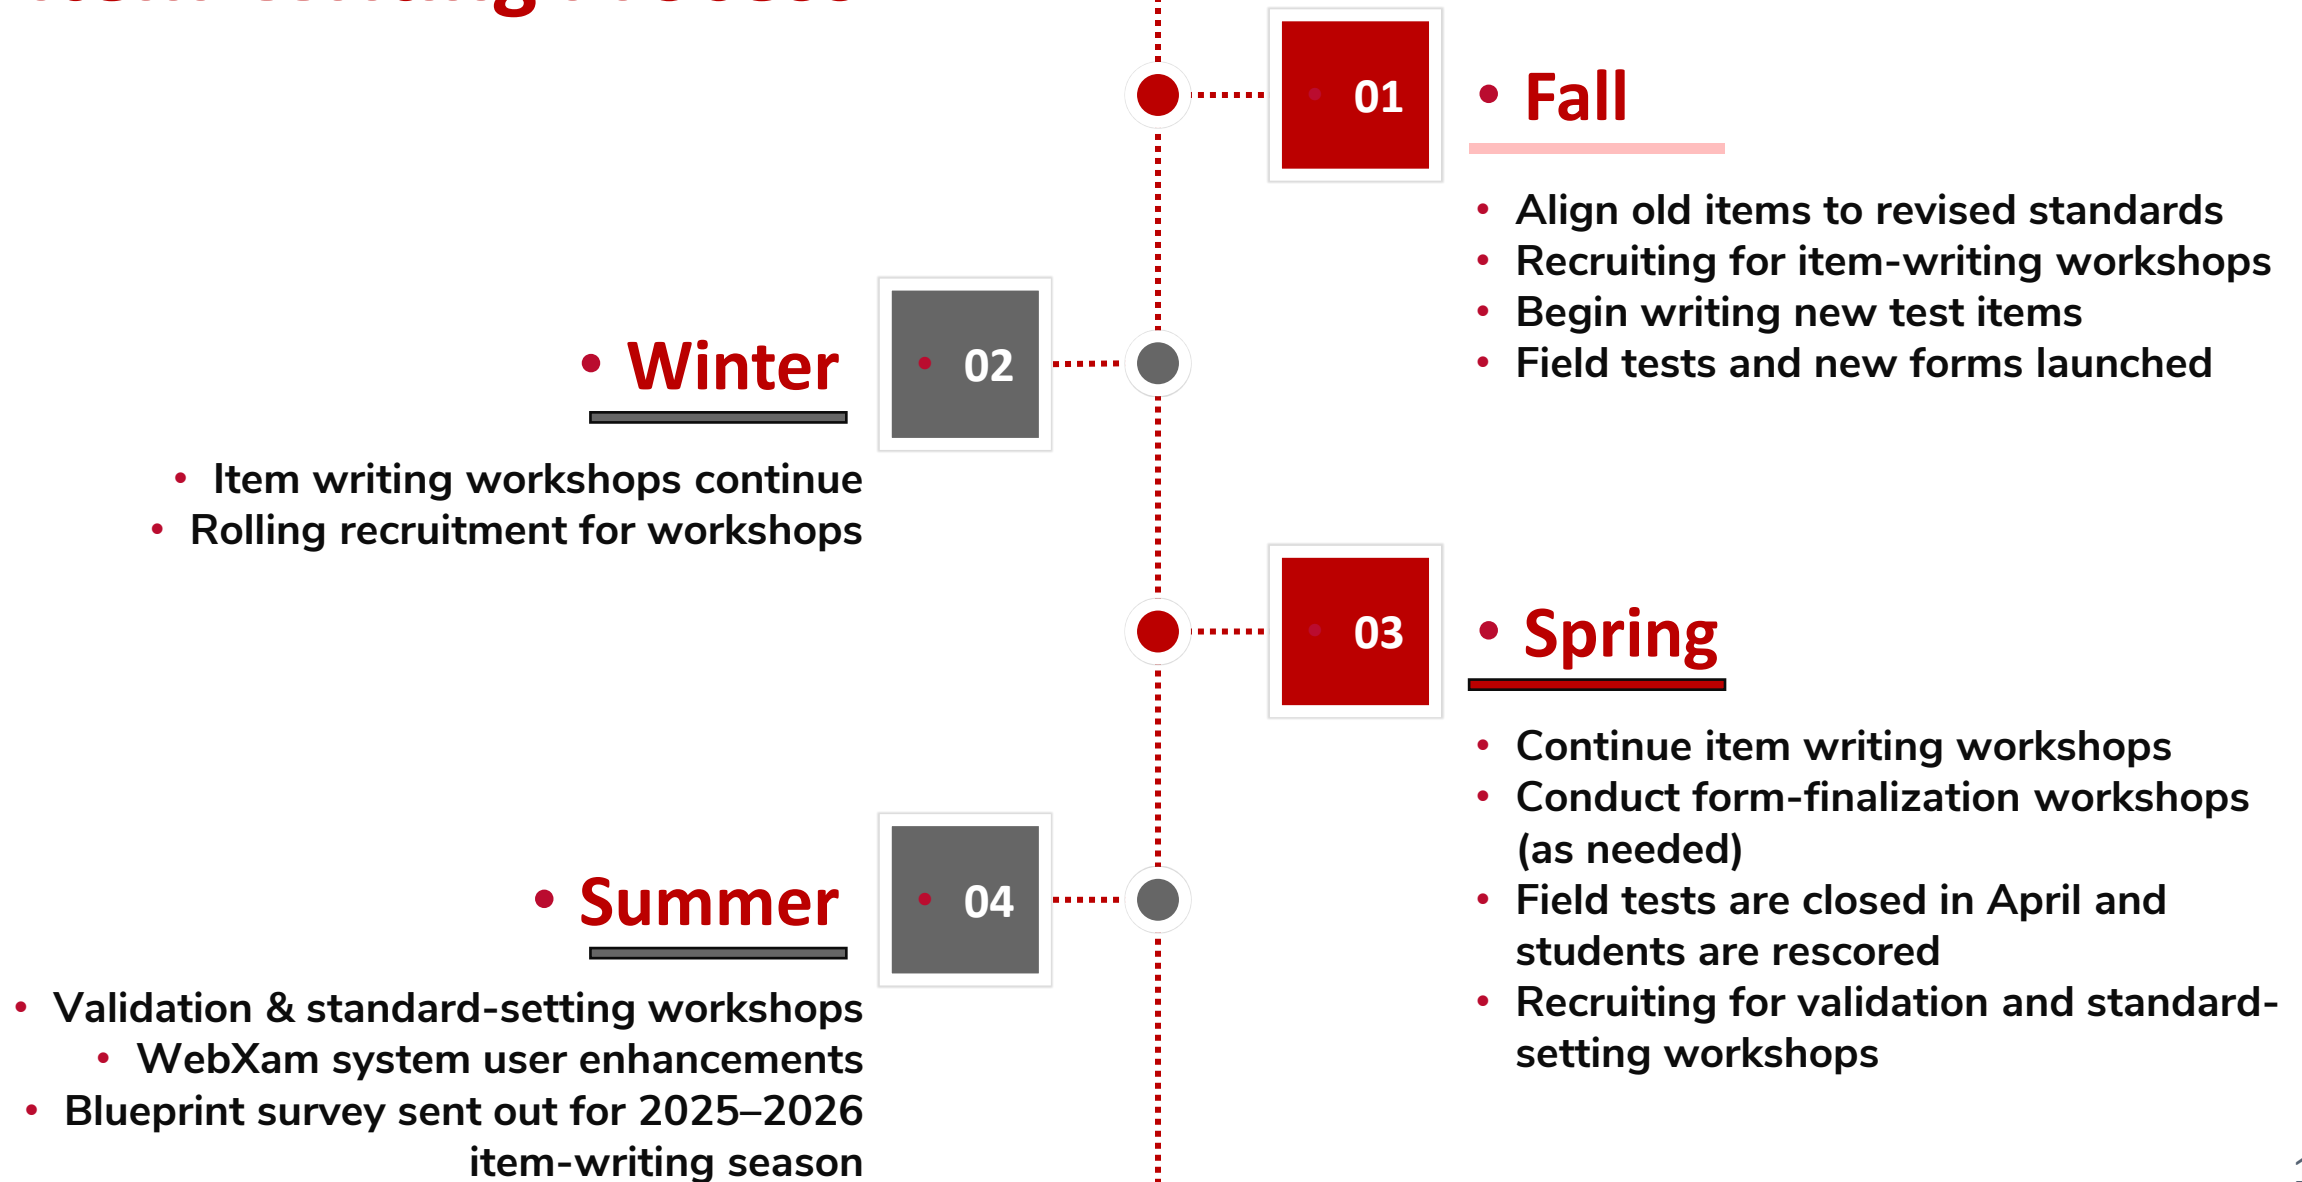 01
• Fall
• Align old items to revised standards
• Recruiting for item-writing workshops
• Begin writing new test items
• Field tests and new forms launched
• Winter
02
• Item writing workshops continue
• Rolling recruitment for workshops
03
• Spring
• Continue item writing workshops
• Conduct form-finalization workshops
(as needed)
• Field tests are closed in April and
students are rescored
• Recruiting for validation and standard-
setting workshops
• Summer
04
• Validation & standard-setting workshops
• WebXam system user enhancements
• Blueprint survey sent out for 2025–2026
item-writing season